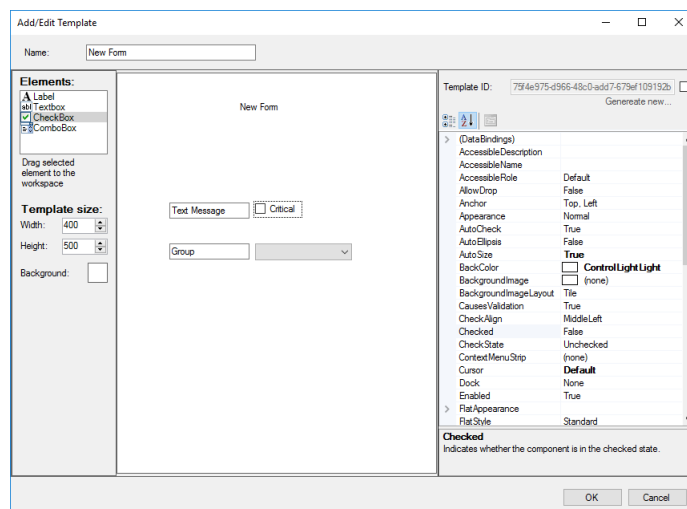 Add/Edit Template
Name: New Form
Elements:
A Label
abl Textbox
CheckBox
ComboBox
Drag selected
element to the
workspace
Template size:
Width: 400
Height: 500
Background:
New Form
Text Message Critical
Group
Template ID: 75f4e975-d966-48c0-add7-679ef109192b
Genereate new...
(DataBindings)
AccessibleDescription
AccessibleName
AccessibleRole Default
AllowDrop False
Anchor Top, Left
Appearance Normal
AutoCheck True
AutoEllipsis False
AutoSize True
BackColor ControlLightLight
BackgroundImage (none)
BackgroundImageLayout Tile
CausesValidation True
CheckAlign MiddleLeft
Checked False
CheckState Unchecked
ContextMenuStrip (none)
Cursor Default
Dock None
Enabled True
FlatAppearance
FlatStyle Standard
Checked
Indicates whether the component is in the checked state.
OK Cancel